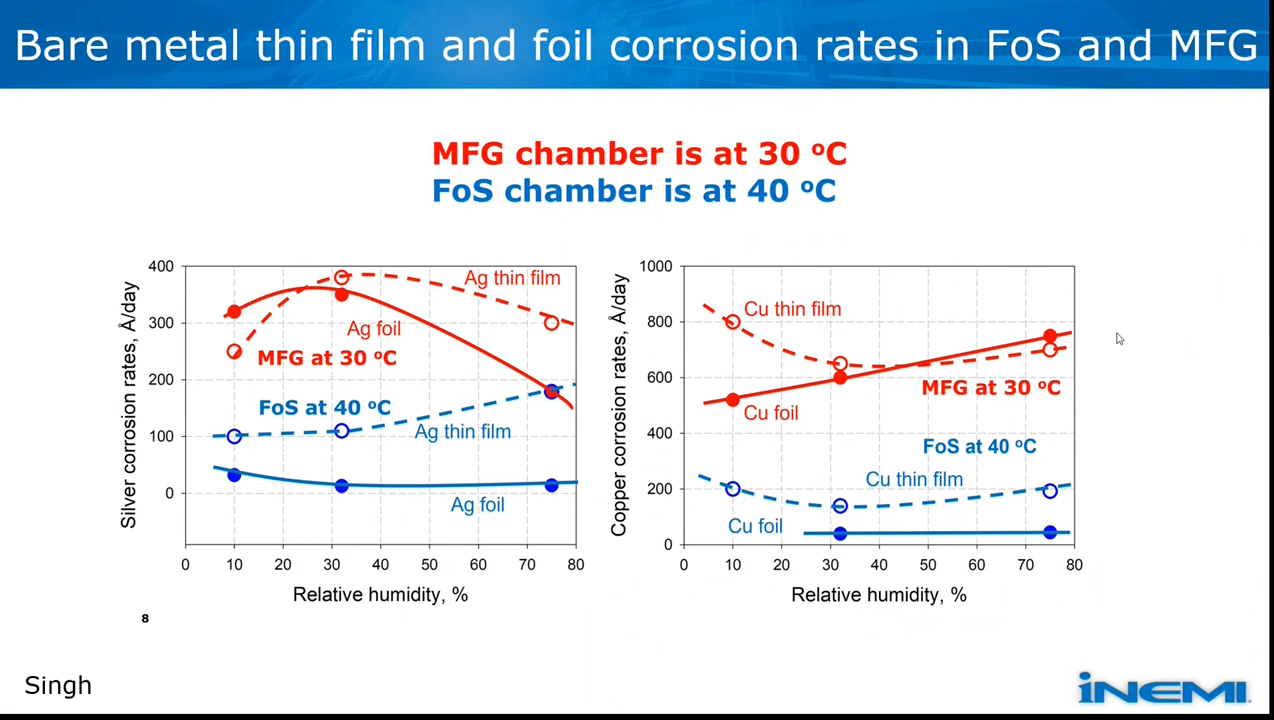 Bare metal thin film and foil corrosion rates in FoS and MFG
MFG chamber is at 30 ºC
FoS chamber is at 40 ºC
Silver corrosion rates, Å/day
400
300
200
100
0
Ag thin film
Ag foil
MFG at 30 ºC
FoS at 40 ºC
Ag thin film
Ag foil
0 10 20 30 40 50 60 70 80
Relative humidity, %
Copper corrosion rates, Å/day
1000
800
600
400
200
0
Cu thin film
MFG at 30 ºC
Cu foil
FoS at 40 ºC
Cu thin film
Cu foil
0 10 20 30 40 50 60 70 80
Relative humidity, %
8
Singh
iNEMI